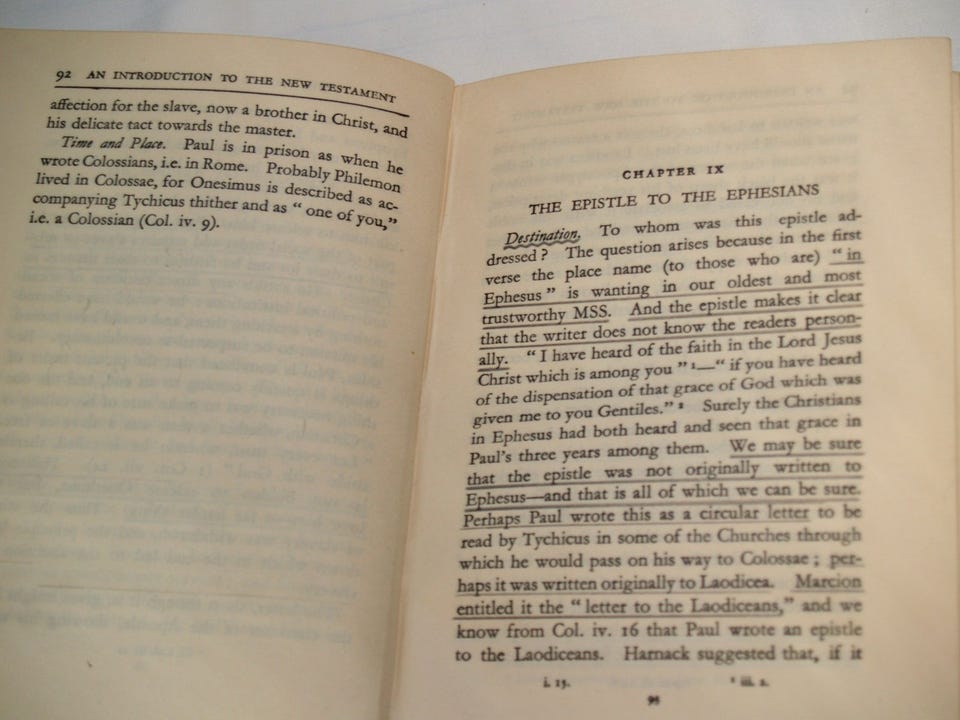 92 AN INTRODUCTION TO THE NEW TESTAMENT
affection for the slave, now a brother in Christ, and
his delicate tact towards the master.
Time and Place. Paul is in prison as when he
wrote Colossians, i.e. in Rome. Probably Philemon
lived in Colossae, for Onesimus is described as ac-
companying Tychicus thither and as “ one of you,”
i.e. a Colossian (Col. iv. 9).
CHAPTER IX
THE EPISTLE TO THE EPHESIANS
Destination. To whom was this epistle ad-
dressed ? The question arises because in the first
verse the place name (to those who are) “ in
Ephesus ” is wanting in our oldest and most
trustworthy MSS. And the epistle makes it clear
that the writer does not know the readers person-
ally. “ I have heard of the faith in the Lord Jesus
Christ which is among you ” ¹—“ if you have heard
of the dispensation of that grace of God which was
given me to you Gentiles.” ² Surely the Christians
in Ephesus had both heard and seen that grace in
Paul's three years among them. We may be sure
that the epistle was not originally written to
Ephesus—and that is all of which we can be sure.
Perhaps Paul wrote this as a circular letter to be
read by Tychicus in some of the Churches through
which he would pass on his way to Colossae ; per-
haps it was written originally to Laodicea. Marcion
entitled it the “ letter to the Laodiceans,” and we
know from Col. iv. 16 that Paul wrote an epistle
to the Laodiceans. Harnack suggested that, if it
i. 15. ² iii. 2.